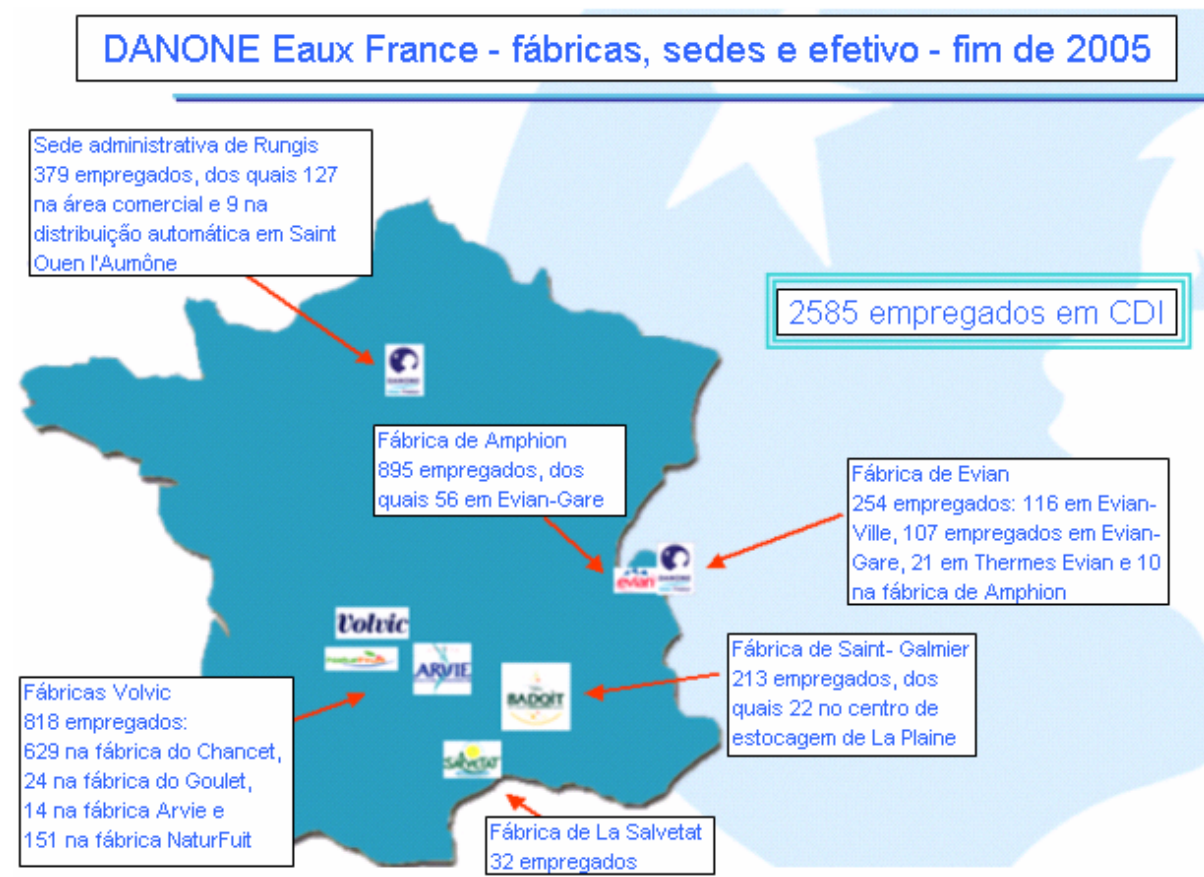 DANONE Eaux France - fábricas, sedes e efetivo - fim de 2005
Sede administrativa de Rungis
379 empregados, dos quais 127
na área comercial e 9 na
distribuição automática em Saint
Ouen l'Aumône
2585 empregados em CDI
DANONE
Fábrica de Amphion
895 empregados, dos
quais 56 em Evian-Gare
Fábrica de Evian
254 empregados: 116 em Evian-
Ville, 107 empregados em Evian-
Gare, 21 em Thermes Evian e 10
na fábrica de Amphion
evian
DANONE
Volvic
ARVIE
BADOIT
SALVETAT
Fábrica de Saint- Galmier
213 empregados, dos
quais 22 no centro de
estocagem de La Plaine
Fábricas Volvic
818 empregados:
629 na fábrica do Chancet,
24 na fábrica do Goulet,
14 na fábrica Arvie e
151 na fábrica NaturFuit
Fábrica de La Salvetat
32 empregados